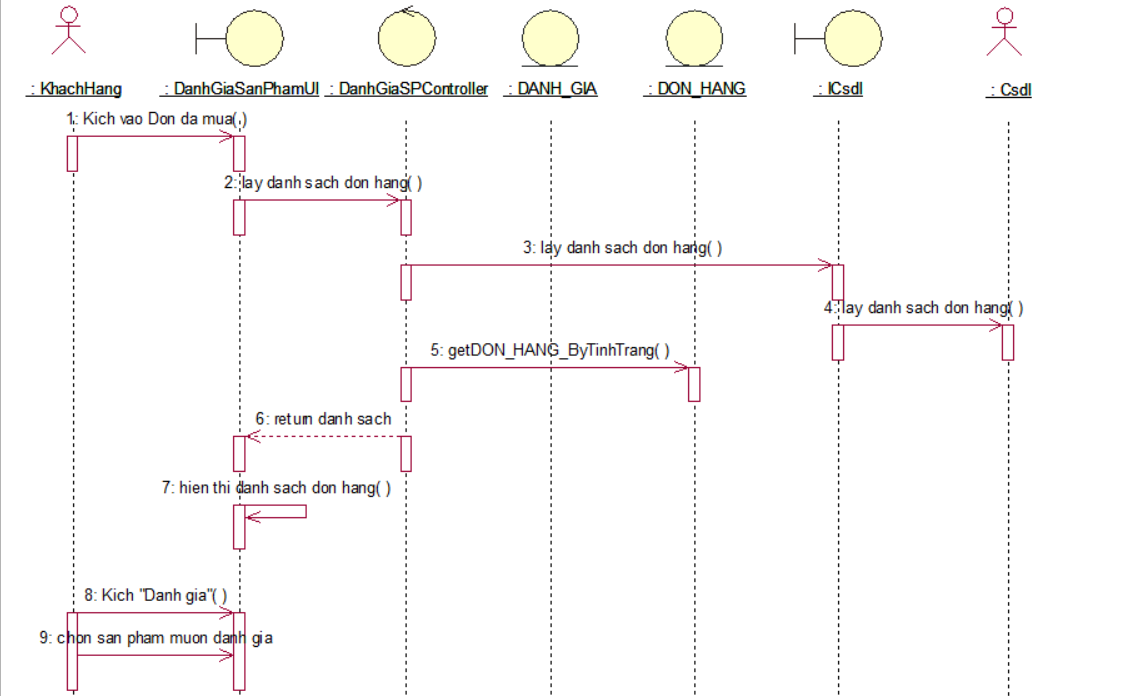 : KhachHang
: DanhGiaSanPhamUI
: DanhGiaSPController
: DANH_GIA
: DON_HANG
: ICsdl
: Csdl
1: Kich vao Don da mua( )
2: lay danh sach don hang( )
3: lay danh sach don hang( )
4: lay danh sach don hang( )
5: getDON_HANG_ByTinhTrang( )
6: return danh sach
7: hien thi danh sach don hang( )
8: Kich "Danh gia"( )
9: chon san pham muon danh gia